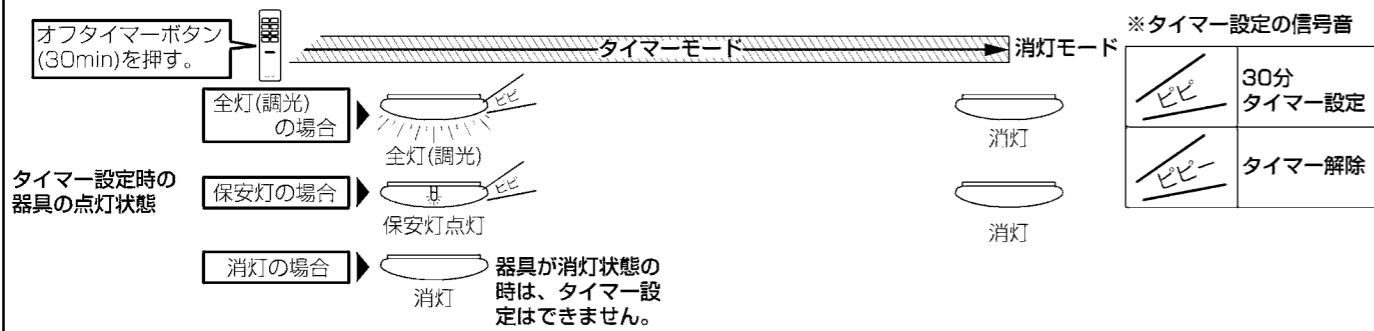 オフタイマーボタン
(30min)を押す。
タイマーモード
消灯モード
※タイマー設定の信号音
ピピ
30分
タイマー設定
ピピー
タイマー解除
タイマー設定時の
器具の点灯状態
全灯(調光)
の場合
ピピ
全灯(調光)
消灯
保安灯の場合
ピピ
保安灯点灯
消灯
消灯の場合
消灯
器具が消灯状態の
時は、タイマー設
定はできません。